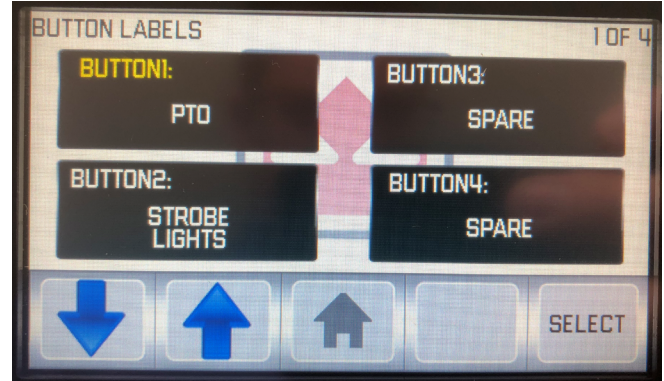 BUTTON LABELS
1 OF 4
BUTTON1:
PTO
BUTTON3:
SPARE
BUTTON2:
STROBE
LIGHTS
BUTTON4:
SPARE
SELECT